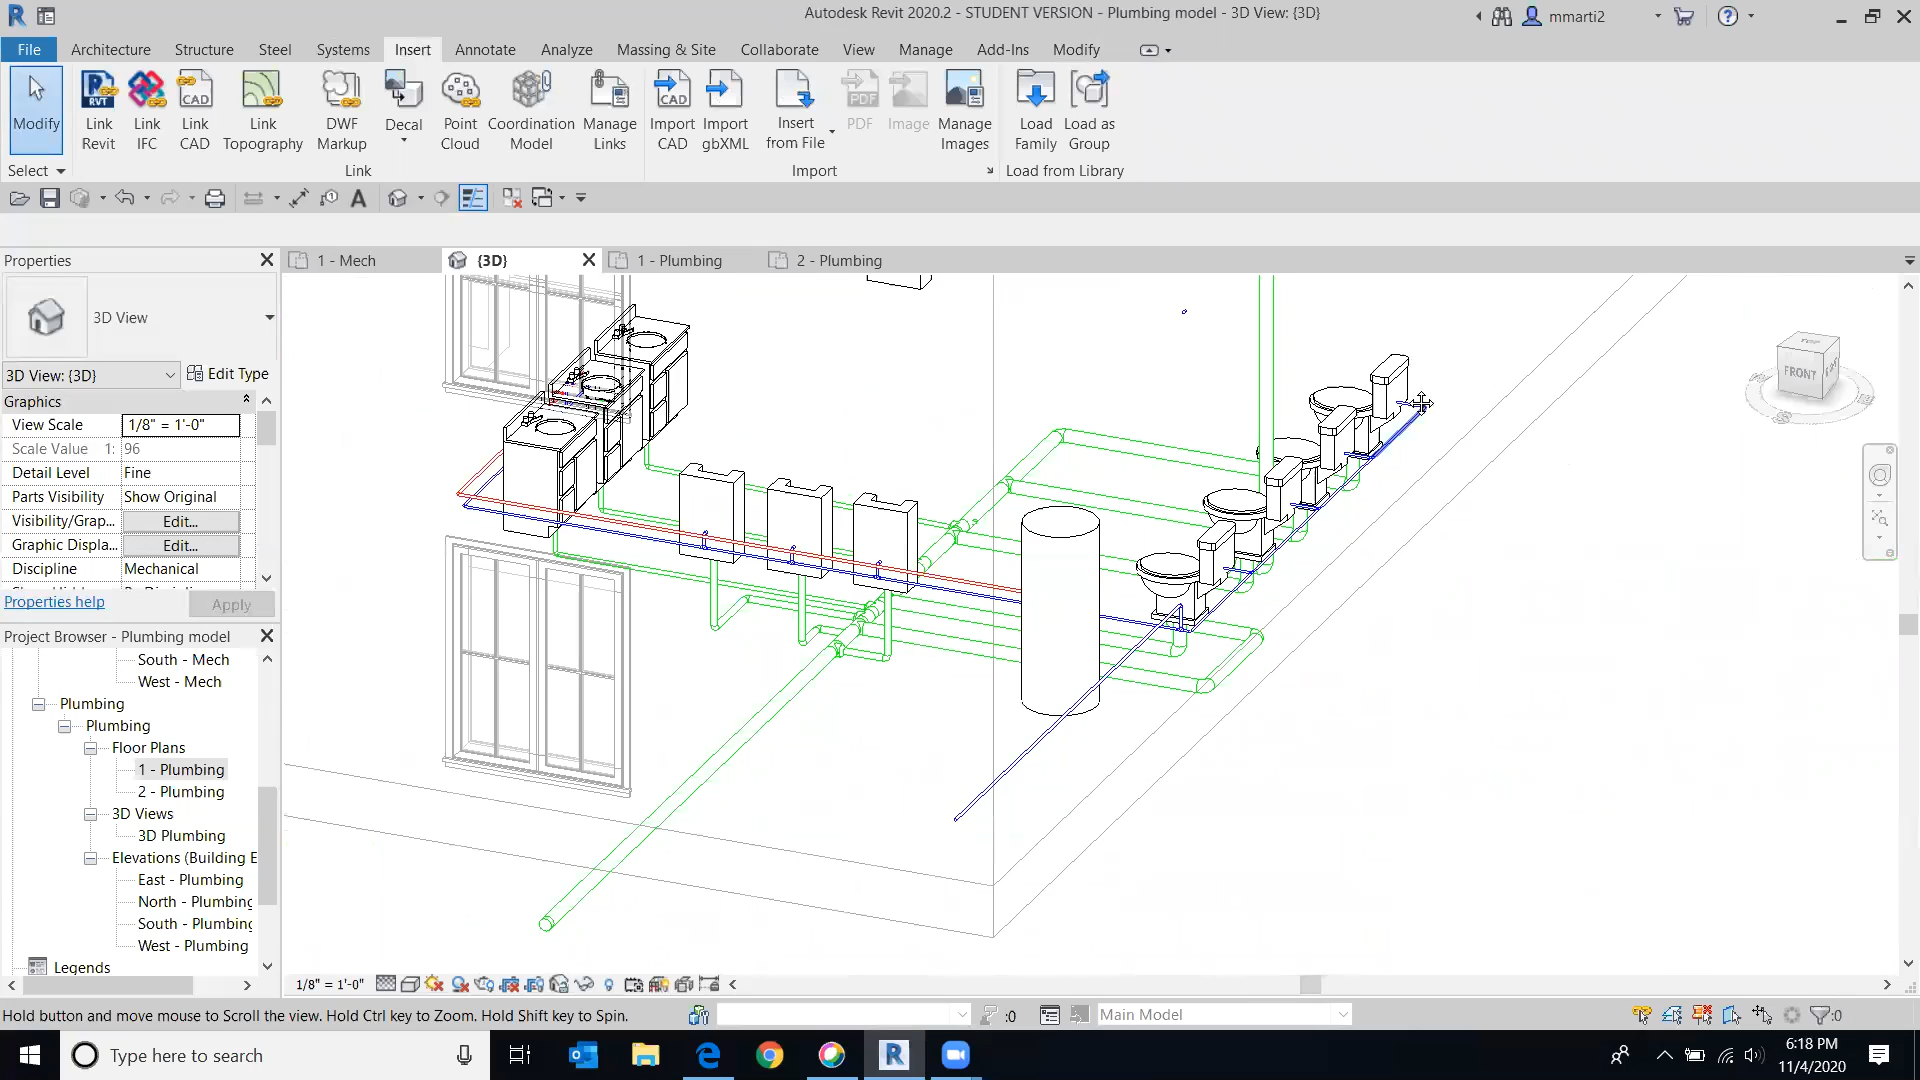 Autodesk Revit 2020.2 - STUDENT VERSION - Plumbing model - 3D View: {3D}
mmarti2
File Architecture Structure Steel Systems Insert Annotate Analyze Massing & Site Collaborate View Manage Add-Ins Modify
Modify
Link Revit
Link IFC
Link CAD
Link Topography
DWF Markup
Decal
Point Cloud
Coordination Model
Manage Links
Import CAD
Import gbXML
Insert from File
PDF
Image
Manage Images
Load Family
Load as Group
Select
Link
Import
Load from Library
Properties
1 - Mech
{3D}
1 - Plumbing
2 - Plumbing
3D View
3D View: {3D}
Edit Type
Graphics
View Scale 1/8" = 1'-0"
Scale Value 1: 96
Detail Level Fine
Parts Visibility Show Original
Visibility/Grap... Edit...
Graphic Displa... Edit...
Discipline Mechanical
Properties help
Apply
TOP
FRONT
Project Browser - Plumbing model
South - Mech
West - Mech
Plumbing
Plumbing
Floor Plans
1 - Plumbing
2 - Plumbing
3D Views
3D Plumbing
Elevations (Building E
East - Plumbing
North - Plumbing
South - Plumbing
West - Plumbing
Legends
1/8" = 1'-0"
Hold button and move mouse to Scroll the view. Hold Ctrl key to Zoom. Hold Shift key to Spin.
:0
Main Model
:0
Type here to search
6:18 PM
11/4/2020